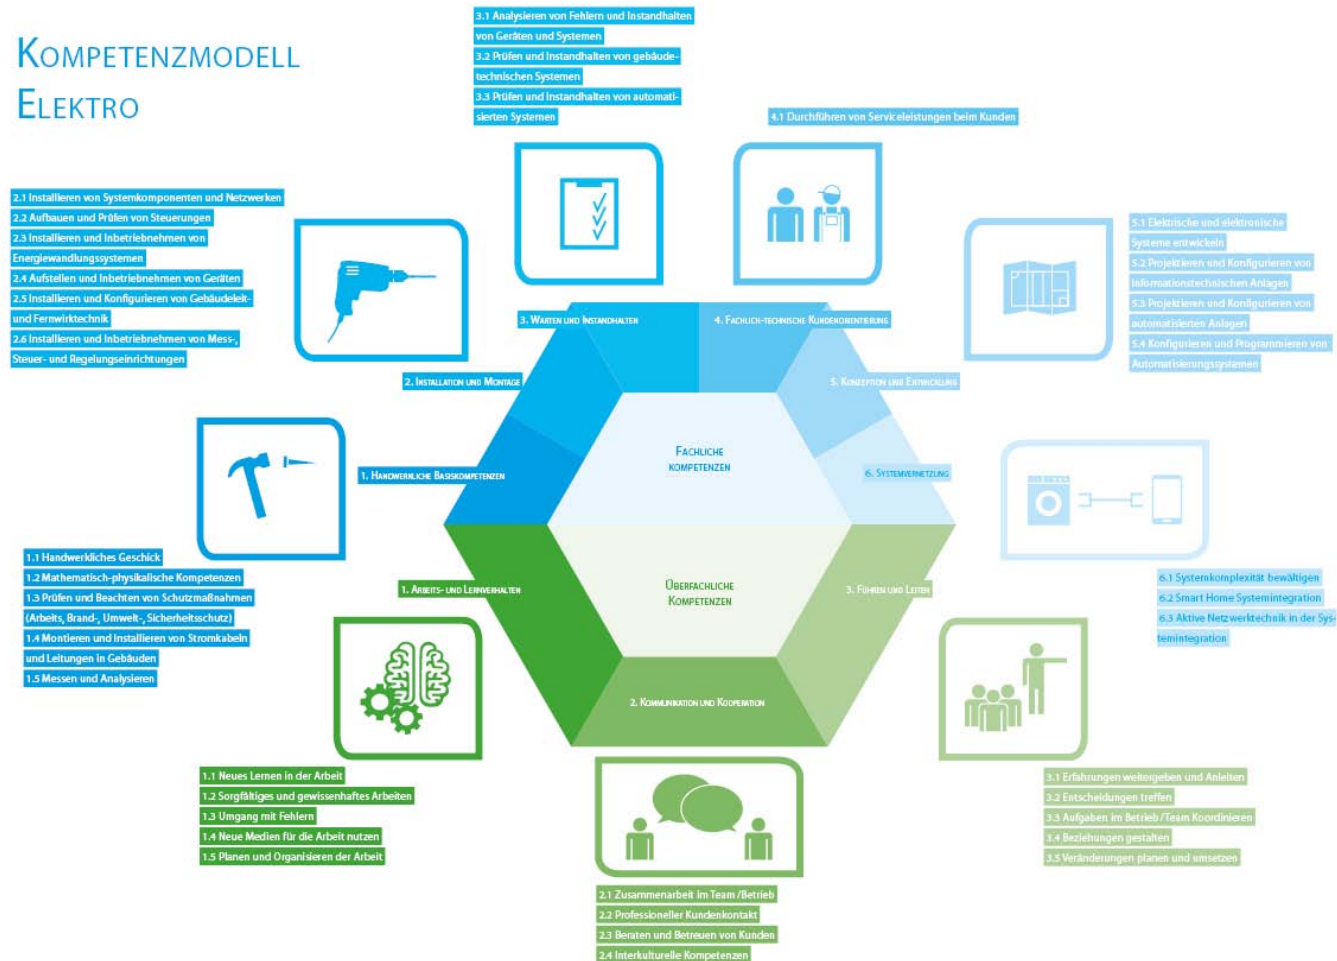 KOMPETENZMODELL
ELEKTRO
3.1 Analysieren von Fehlern und Instandhalten
von Geräten und Systemen
3.2 Prüfen und Instandhalten von gebäude-
technischen Systemen
3.3 Prüfen und Instandhalten von automati-
sierten Systemen
4.1 Durchführen von Serviceleistungen beim Kunden
2.1 Installieren von Systemkomponenten und Netzwerken
2.2 Aufbauen und Prüfen von Steuerungen
2.3 Installieren und Inbetriebnehmen von
Energiewandlungssystemen
2.4 Aufstellen und Inbetriebnehmen von Geräten
2.5 Installieren und Konfigurieren von Gebäudeleit-
und Fernwirktechnik
2.6 Installieren und Inbetriebnehmen von Mess-,
Steuer- und Regelungseinrichtungen
5.1 Elektrische und elektronische
Systeme entwickeln
5.2 Projektieren und Konfigurieren von
informationstechnischen Anlagen
5.3 Projektieren und Konfigurieren von
automatisierten Anlagen
5.4 Konfigurieren und Programmieren von
Automatisierungssystemen
3. WARTEN UND INSTANDHALTEN
4. FACHLICH-TECHNISCHE KUNDENORIENTIERUNG
2. INSTALLATION UND MONTAGE
5. KONZEPTION UND ENTWICKLUNG
FACHLICHE
KOMPETENZEN
1. HANDWERKLICHE BASISKOMPETENZEN
6. SYSTEMVERNETZUNG
1.1 Handwerkliches Geschick
1.2 Mathematisch-physikalische Kompetenzen
1.3 Prüfen und Beachten von Schutzmaßnahmen
(Arbeits, Brand-, Umwelt-, Sicherheitsschutz)
1.4 Montieren und Installieren von Stromkabeln
und Leitungen in Gebäuden
1.5 Messen und Analysieren
6.1 Systemkomplexität bewältigen
6.2 Smart Home Systemintegration
6.3 Aktive Netzwerktechnik in der Sys-
temintegration
1. ARBEITS- UND LERNVERHALTEN
ÜBERFACHLICHE
KOMPETENZEN
3. FÜHREN UND LEITEN
2. KOMMUNIKATION UND KOOPERATION
1.1 Neues Lernen in der Arbeit
1.2 Sorgfältiges und gewissenhaftes Arbeiten
1.3 Umgang mit Fehlern
1.4 Neue Medien für die Arbeit nutzen
1.5 Planen und Organisieren der Arbeit
3.1 Erfahrungen weitergeben und Anleiten
3.2 Entscheidungen treffen
3.3 Aufgaben im Betrieb/Team Koordinieren
3.4 Beziehungen gestalten
3.5 Veränderungen planen und umsetzen
2.1 Zusammenarbeit im Team/Betrieb
2.2 Professioneller Kundenkontakt
2.3 Beraten und Betreuen von Kunden
2.4 Interkulturelle Kompetenzen